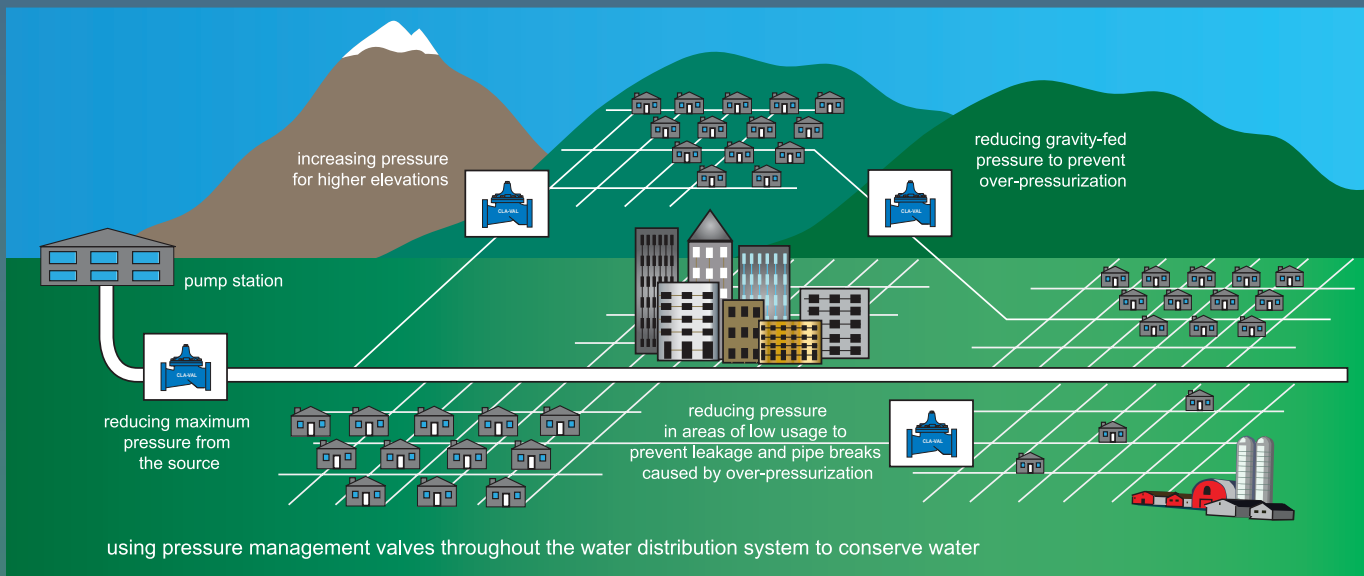 increasing pressure
for higher elevations
CLA-VAL
reducing gravity-fed
pressure to prevent
over-pressurization
CLA-VAL
pump station
CLA-VAL
reducing maximum
pressure from
the source
reducing pressure
in areas of low usage to
prevent leakage and pipe breaks
caused by over-pressurization
CLA-VAL
using pressure management valves throughout the water distribution system to conserve water